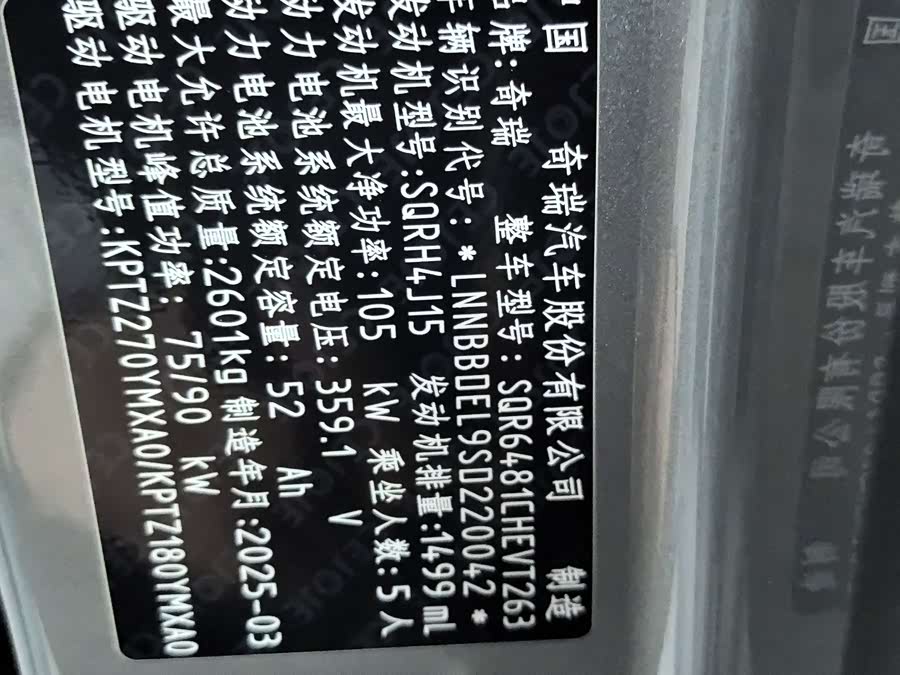 中国 奇瑞汽车股份有限公司 制造
品牌:奇瑞 整车型号:SQR6481CHEVT263
车辆识别代号:*LNNBBDEL9SD220042*
发动机型号:SQRH4J15 发动机排量:1499 mL
发动机最大净功率:105 kW 乘坐人数:5人
动力电池系统额定电压:359.1 V
动力电池系统额定容量:52 Ah
最大允许总质量:2601kg 制造年月:2025-03
驱动电机峰值功率: 75/90 kW
驱动电机型号:KPTZ270YMXA0/KPTZ180YMXA0